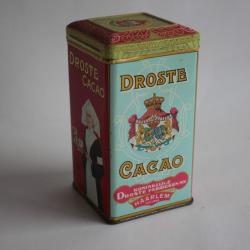 DROSTE
CACAO
DROSTE
CACAO
KONINKLIJKE
DROSTE FABRIEKEN N.V.
HAARLEM